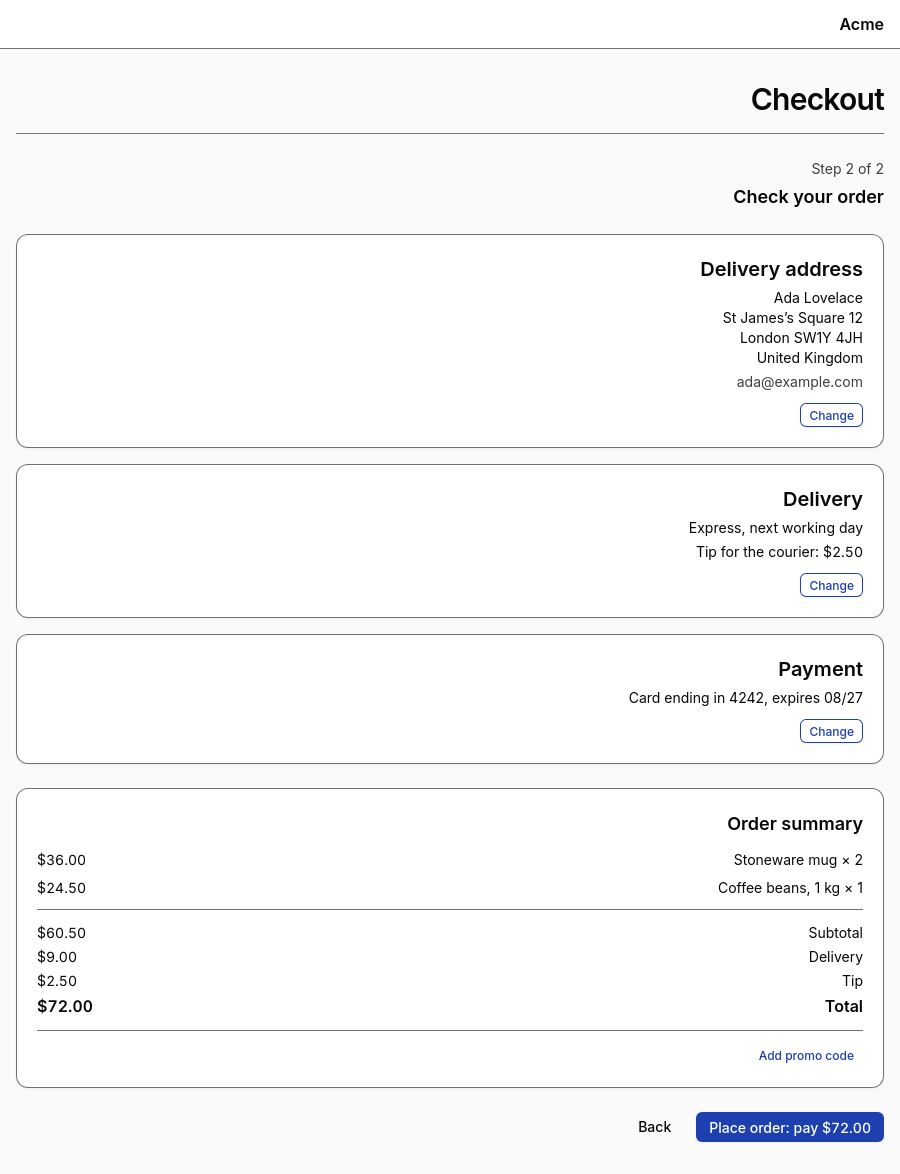 Acme
Checkout
Step 2 of 2
Check your order
Delivery address
Ada Lovelace
St James’s Square 12
London SW1Y 4JH
United Kingdom
ada@example.com
Change
Delivery
Express, next working day
Tip for the courier: $2.50
Change
Payment
Card ending in 4242, expires 08/27
Change
Order summary
Stoneware mug × 2 $36.00
Coffee beans, 1 kg × 1 $24.50
Subtotal $60.50
Delivery $9.00
Tip $2.50
Total $72.00
Add promo code
Place order: pay $72.00 Back